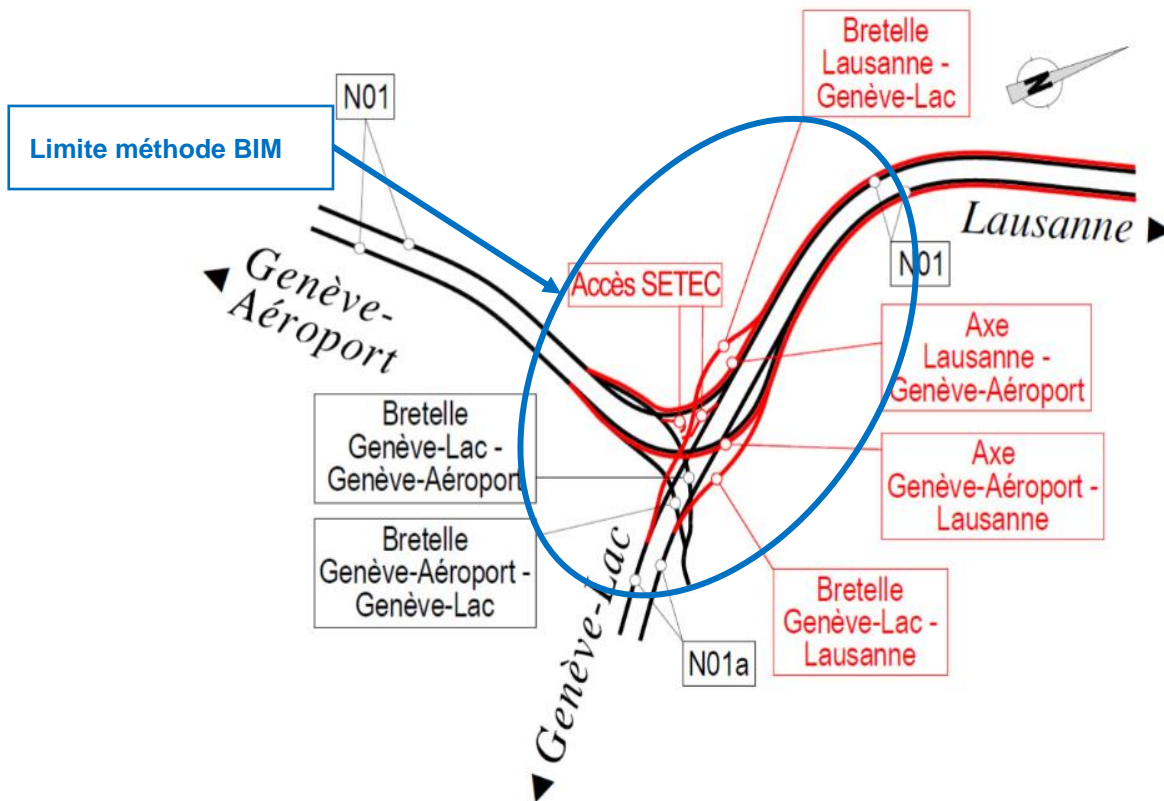 Bretelle
Lausanne -
Genève-Lac
N
N01
Limite méthode BIM
Lausanne
N01
Genève-
Aéroport
Accès SETEC
Axe
Lausanne -
Genève-Aéroport
Bretelle
Genève-Lac -
Genève-Aéroport
Axe
Genève-Aéroport -
Lausanne
Bretelle
Genève-Aéroport -
Genève-Lac
Genève-Lac
Bretelle
Genève-Lac -
Lausanne
N01a